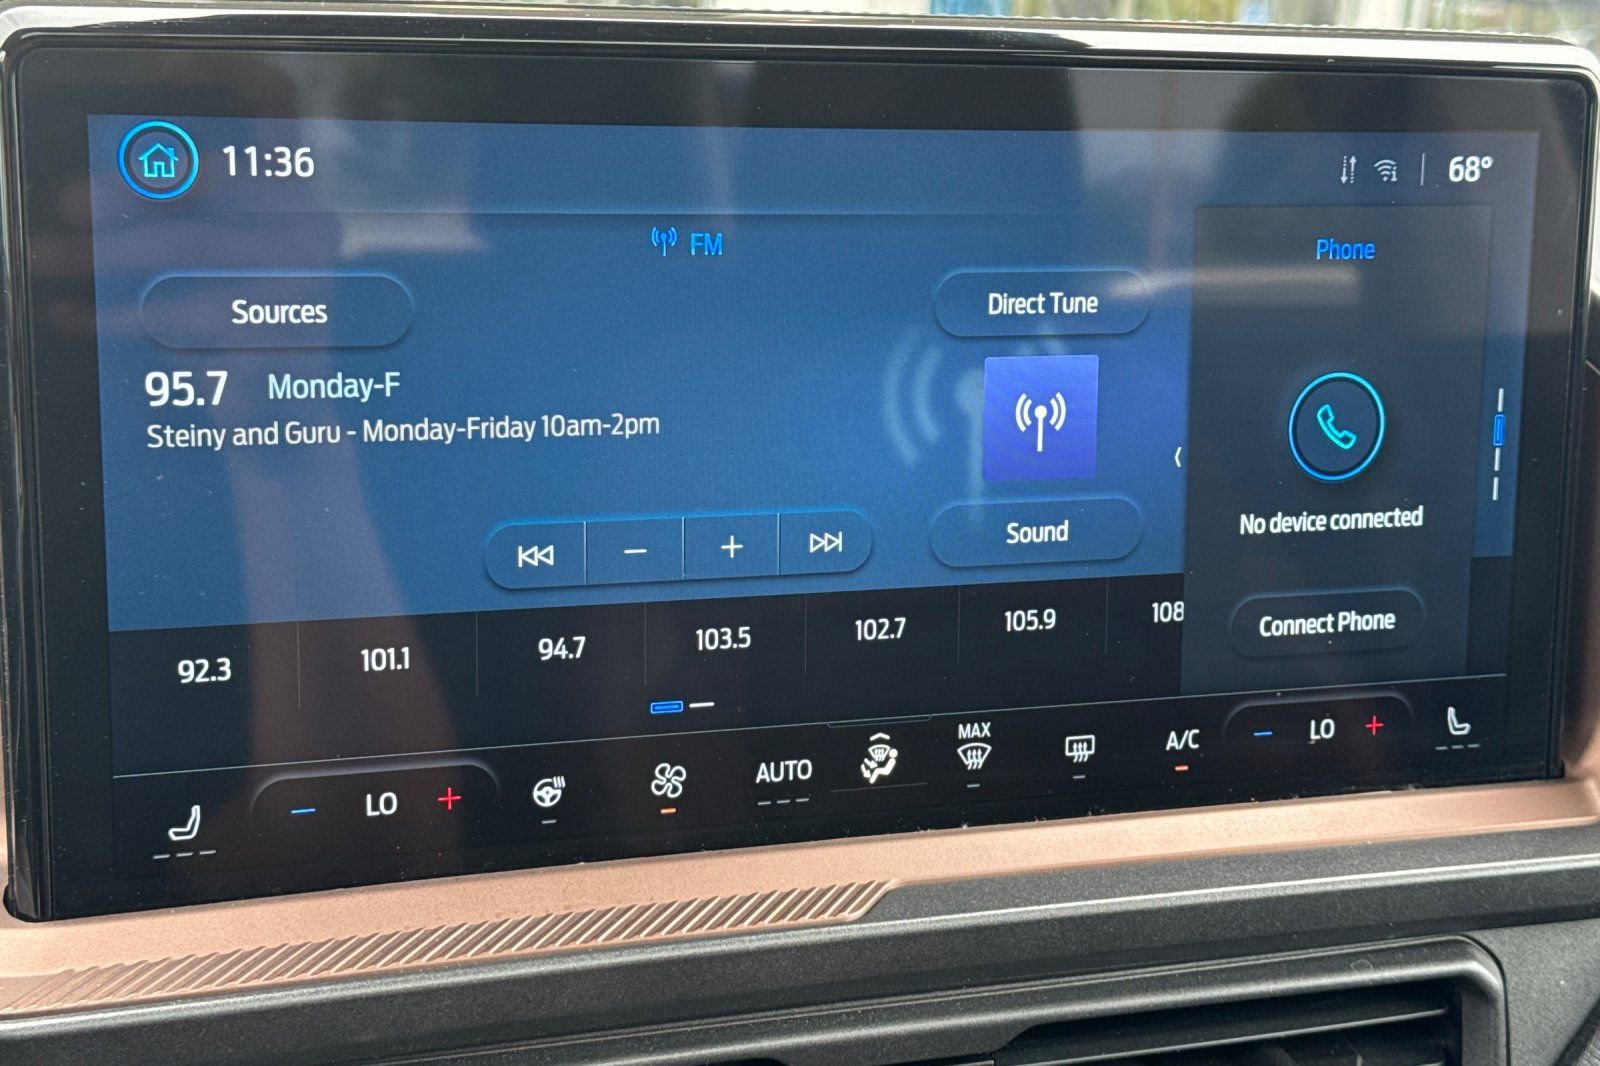 11:36
68°
FM
Phone
Sources
Direct Tune
95.7 Monday-F
Steiny and Guru - Monday-Friday 10am-2pm
Sound
No device connected
Connect Phone
92.3 101.1 94.7 103.5 102.7 105.9 108
LO AUTO MAX A/C LO